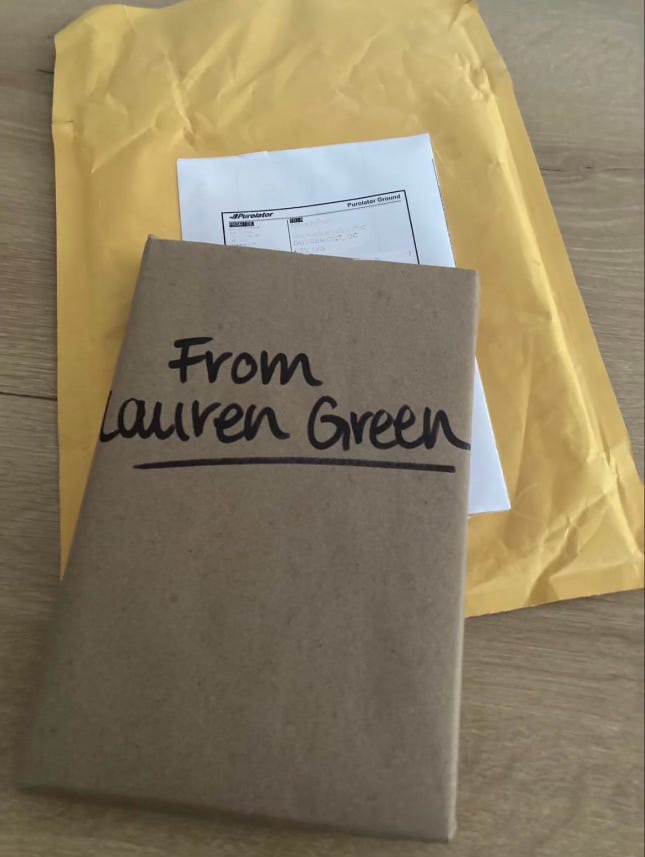 Purolator
Purolator Ground
OUTREMONT, QC
From
Lauren Green